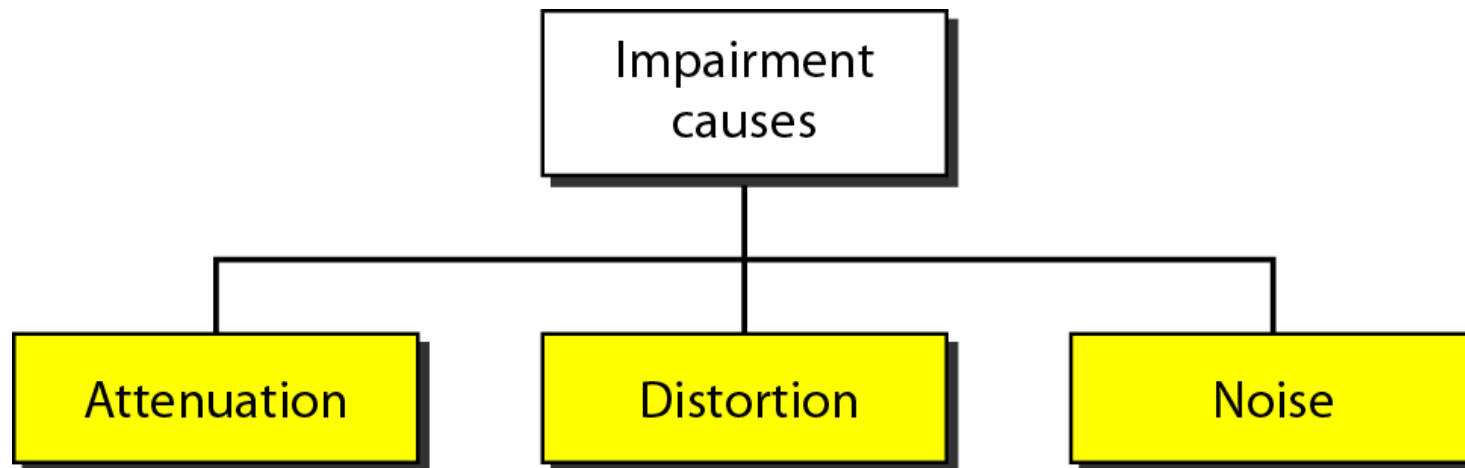 Impairment
causes
Attenuation
Distortion
Noise